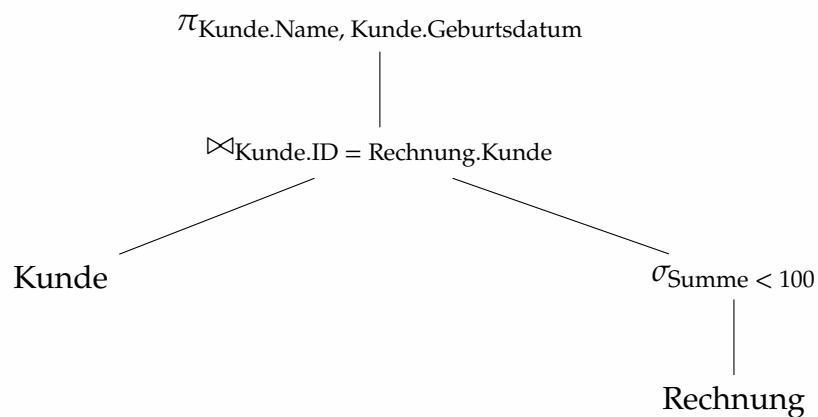 πKunde.Name, Kunde.Geburtsdatum
⋈Kunde.ID = Rechnung.Kunde
Kunde
σSumme < 100
Rechnung